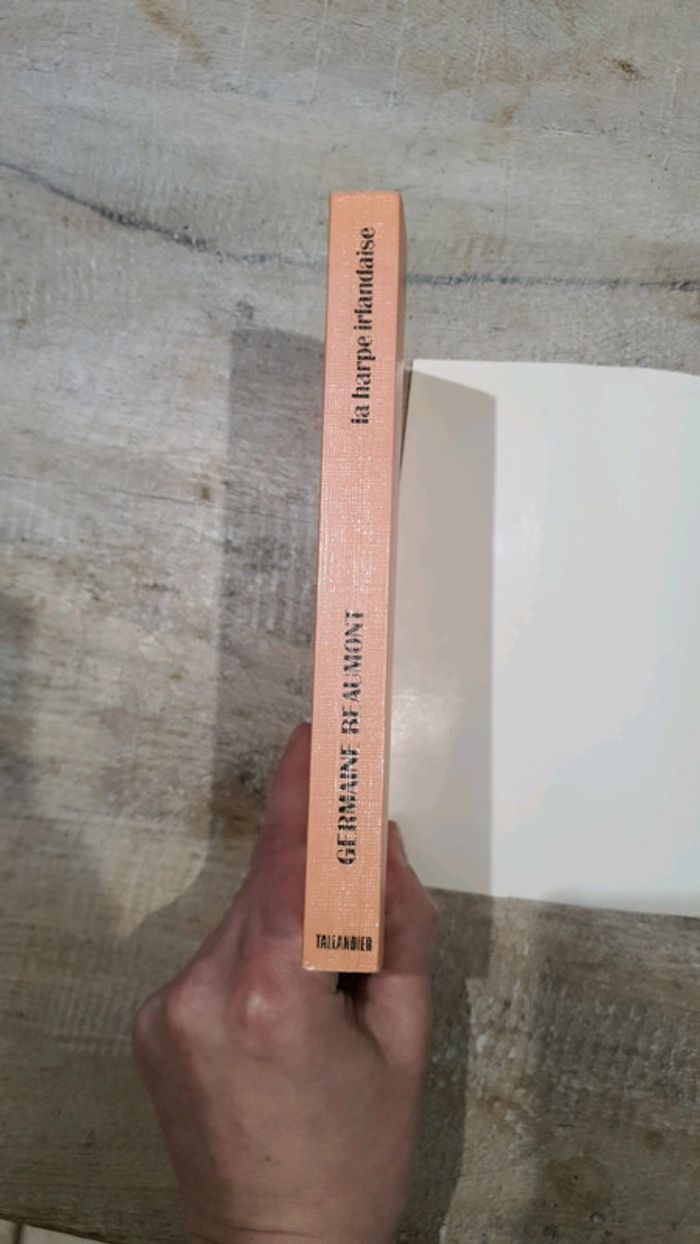 la harpe irlandaise
GERMAINE BEAUMONT
TALLANDIER